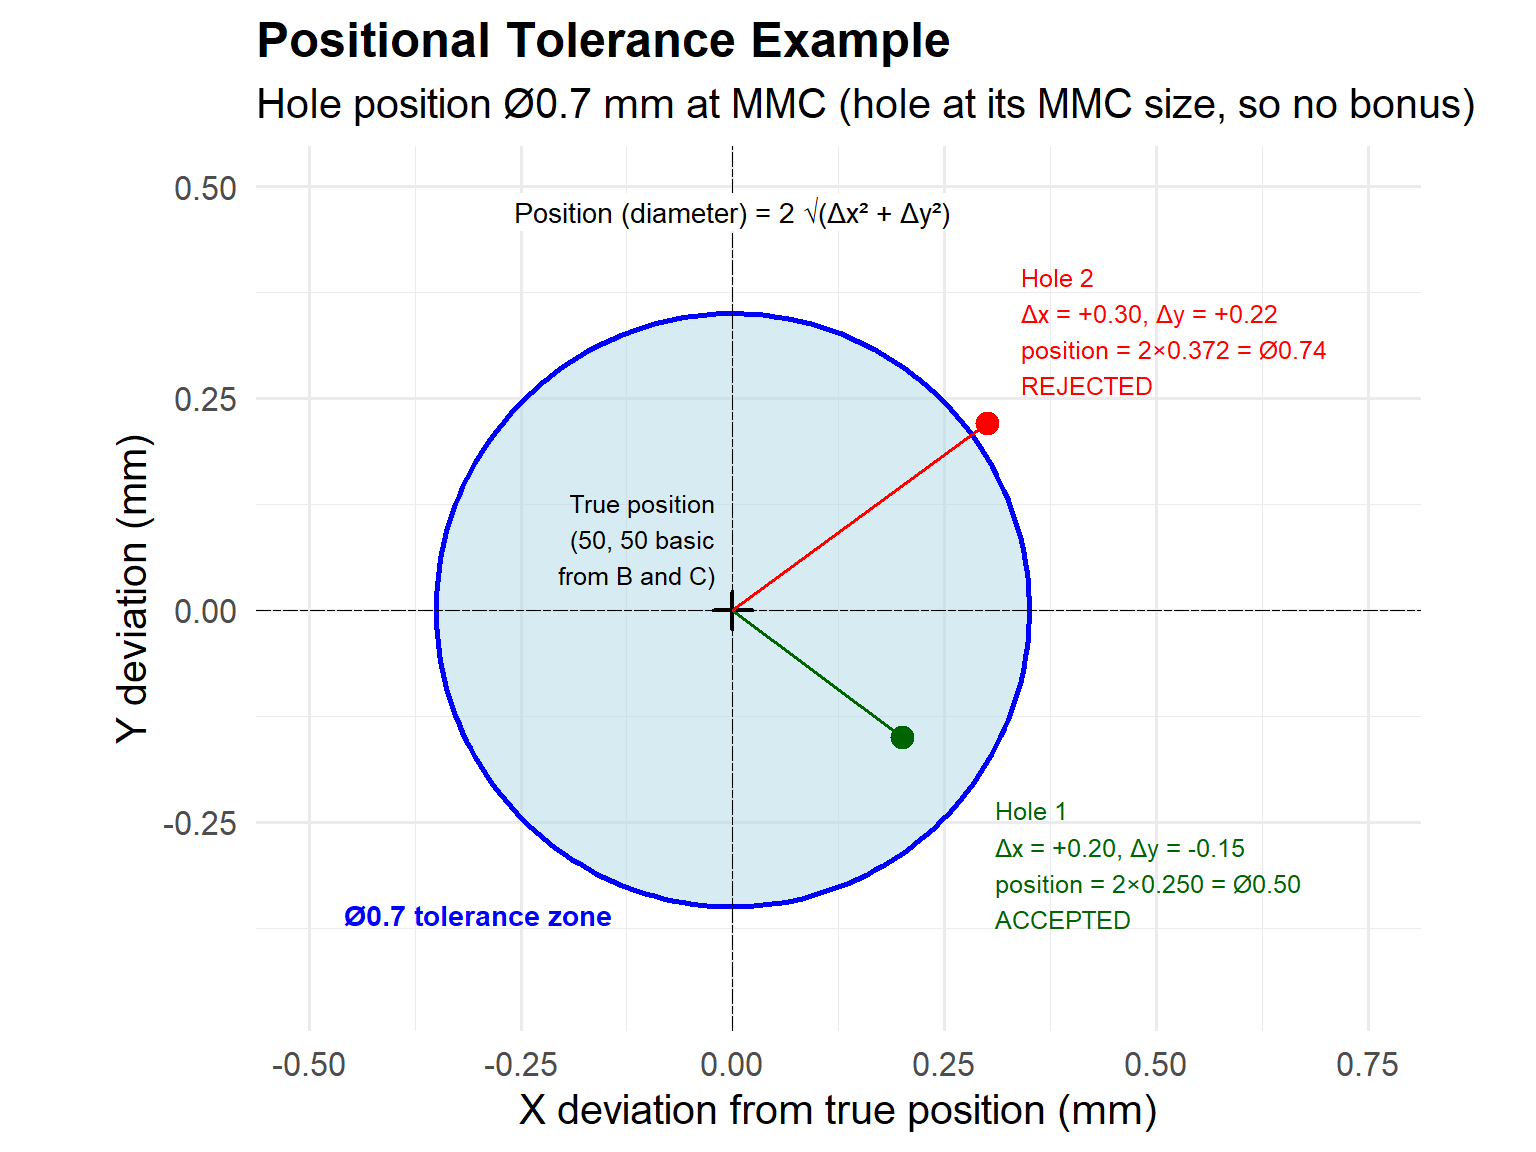 Positional Tolerance Example
Hole position Ø0.7 mm at MMC (hole at its MMC size, so no bonus)
Position (diameter) = 2 √(Δx² + Δy²)
Hole 2
Δx = +0.30, Δy = +0.22
position = 2×0.372 = Ø0.74
REJECTED
True position
(50, 50 basic
from B and C)
Hole 1
Δx = +0.20, Δy = -0.15
position = 2×0.250 = Ø0.50
ACCEPTED
Ø0.7 tolerance zone
Y deviation (mm)
0.50
0.25
0.00
-0.25
-0.50
-0.25
0.00
0.25
0.50
0.75
X deviation from true position (mm)